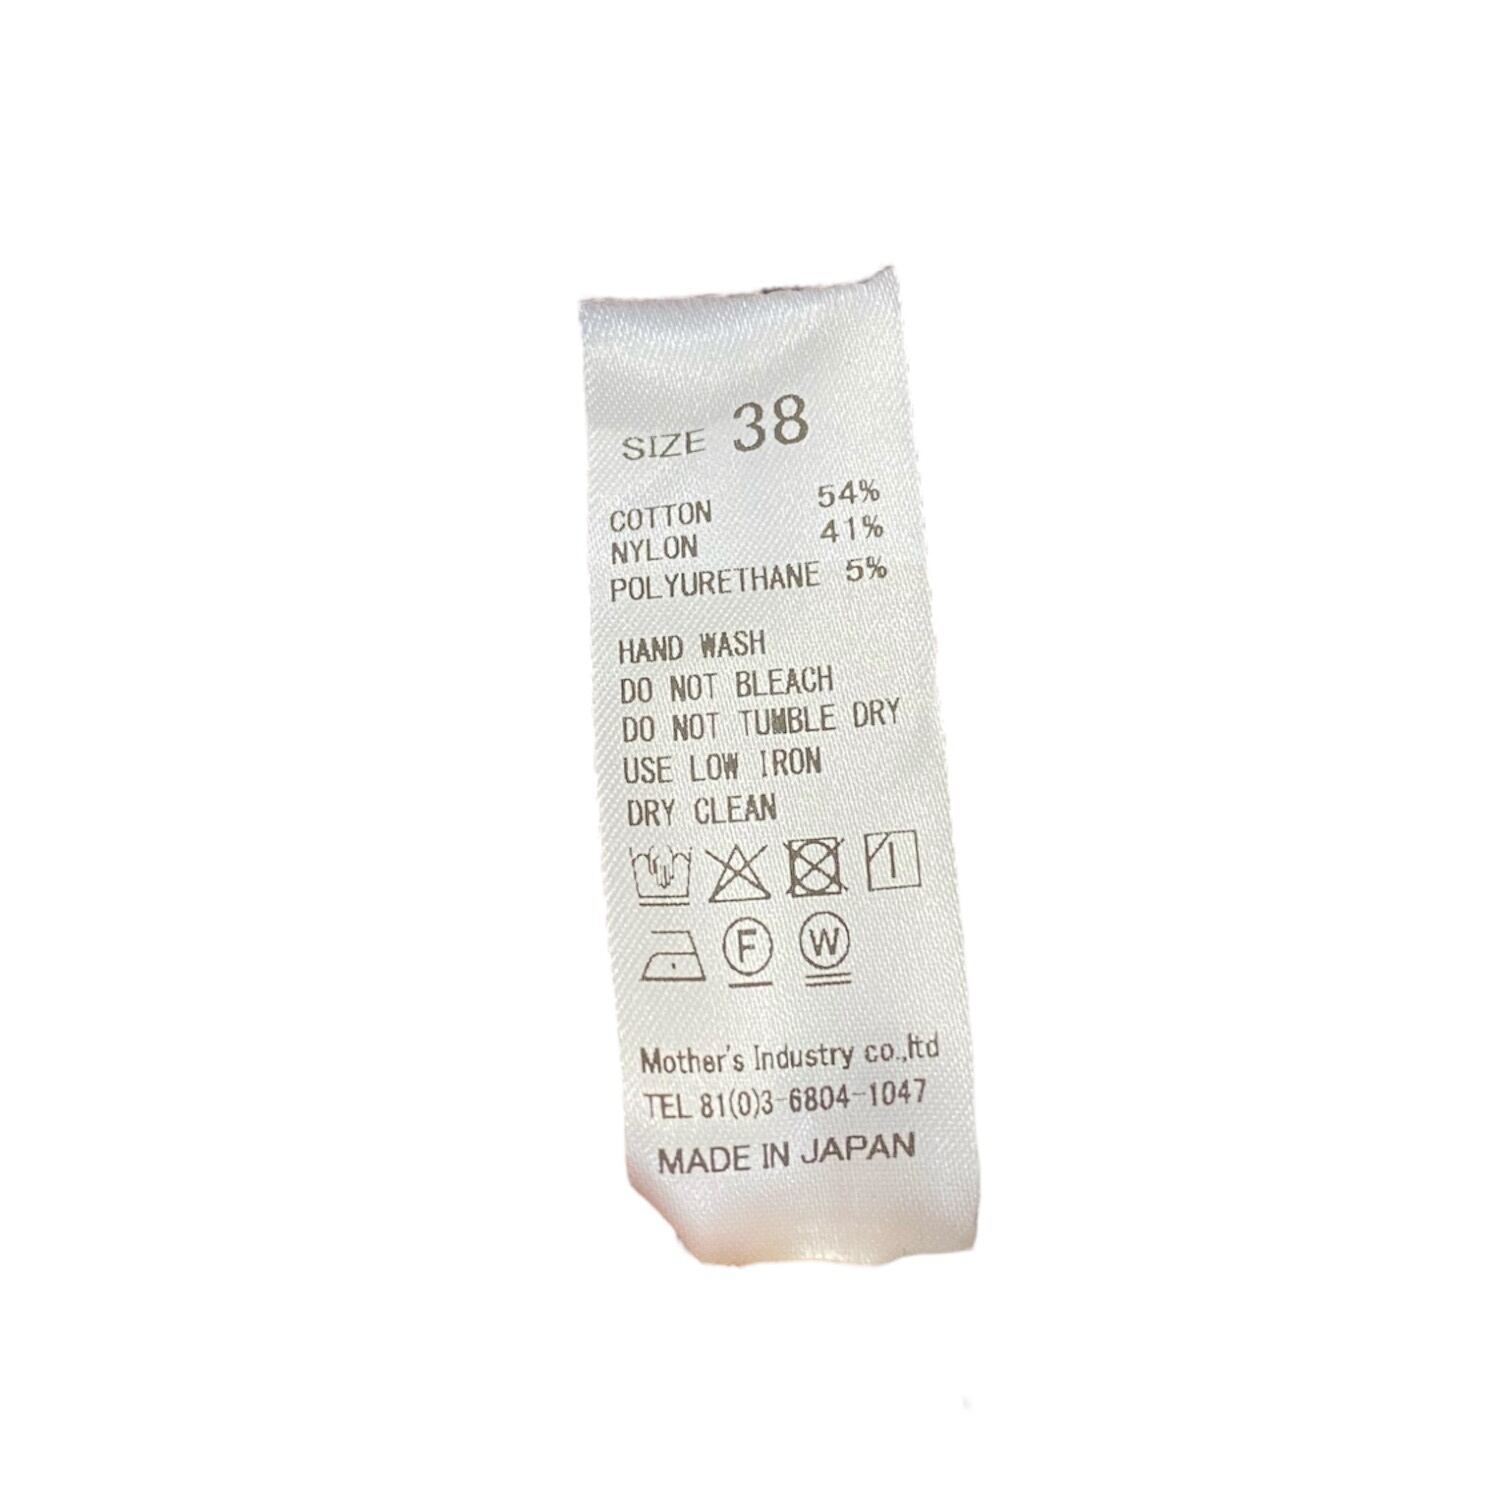 SIZE 38
COTTON 54%
NYLON 41%
POLYURETHANE 5%
HAND WASH
DO NOT BLEACH
DO NOT TUMBLE DRY
USE LOW IRON
DRY CLEAN
F W
Mother's Industry co.,ltd
TEL 81(0)3-6804-1047
MADE IN JAPAN